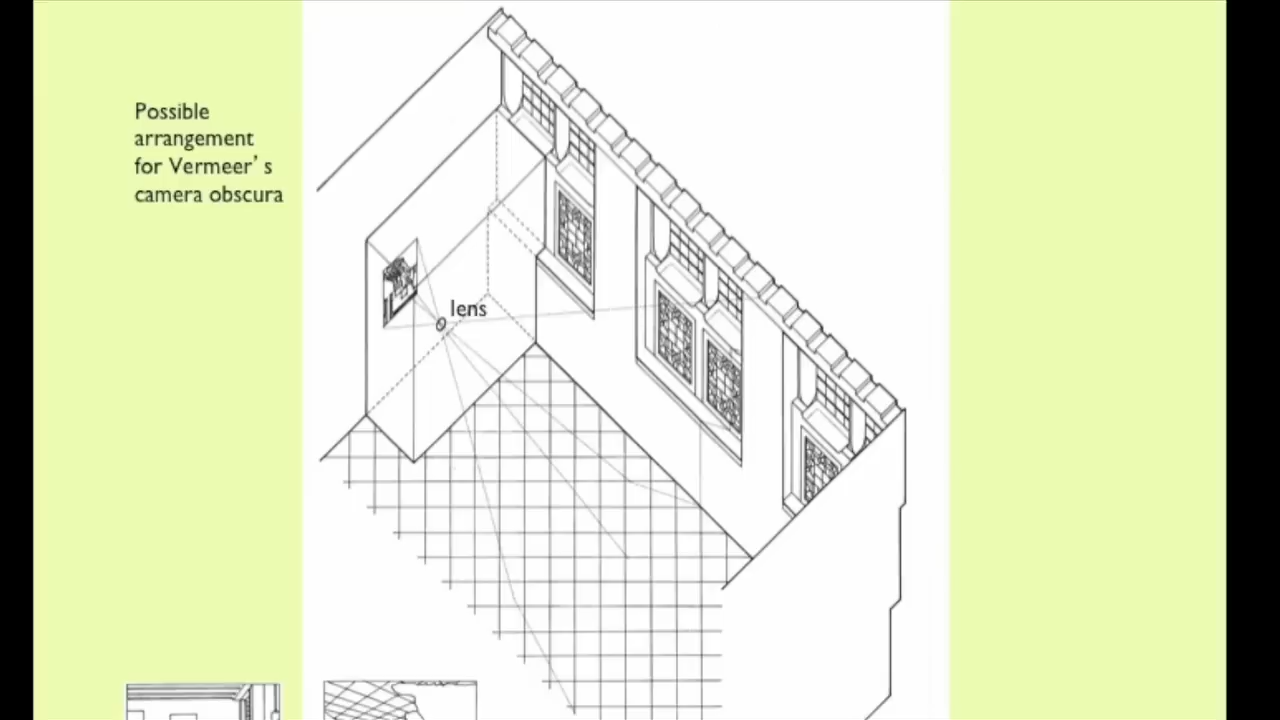 Possible
arrangement
for Vermeer’ s
camera obscura
lens